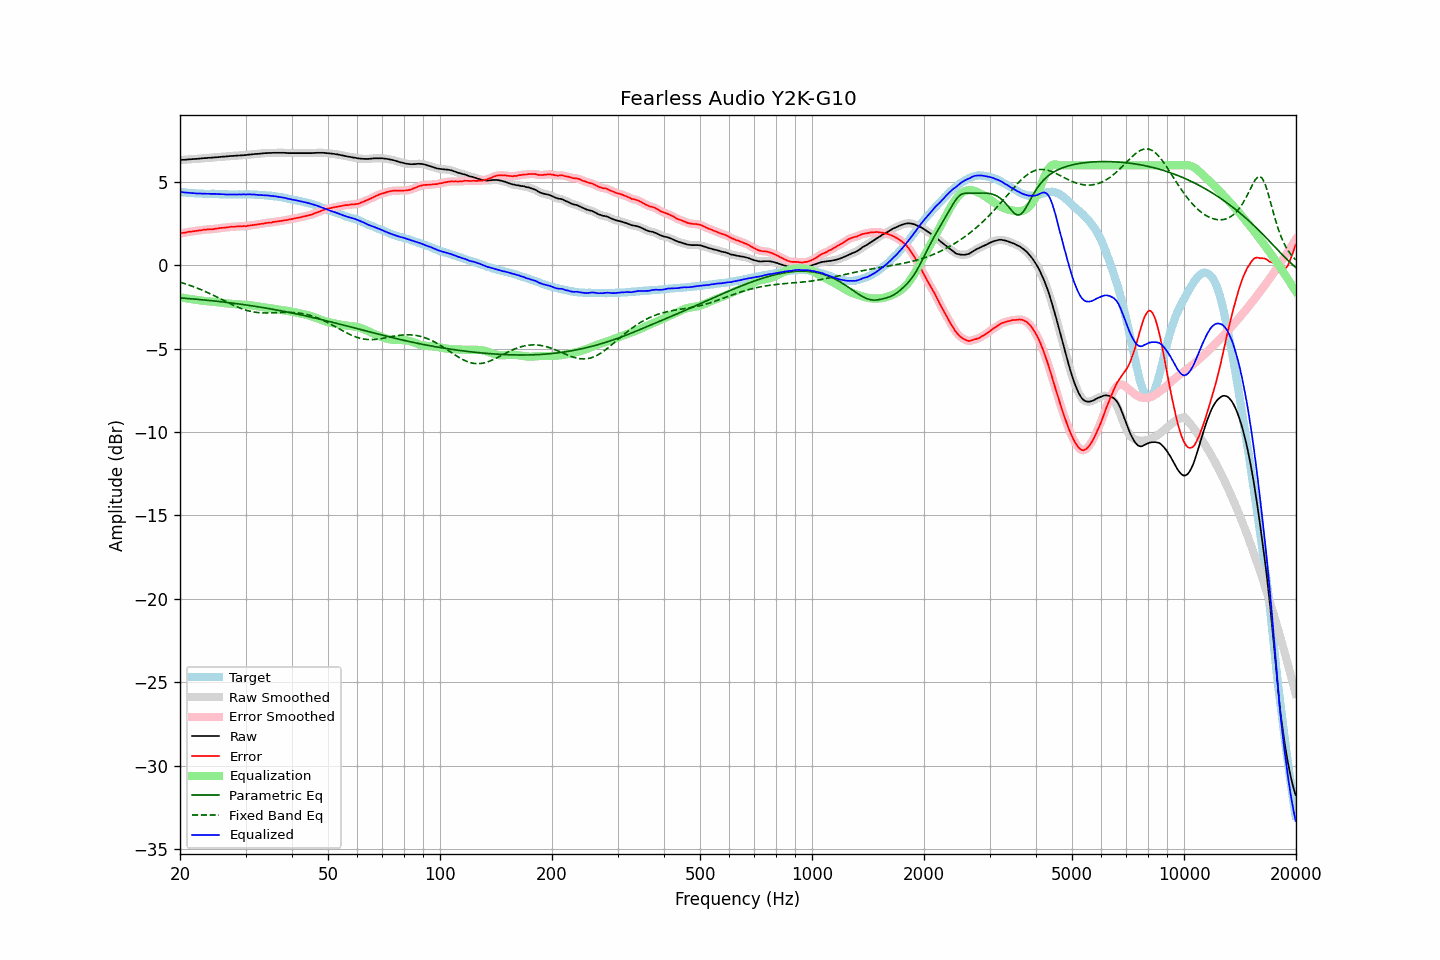 Fearless Audio Y2K-G10
Amplitude (dBr)
5
0
−5
−10
−15
−20
−25
−30
−35
Target
Raw Smoothed
Error Smoothed
Raw
Error
Equalization
Parametric Eq
Fixed Band Eq
Equalized
20 50 100 200 500 1000 2000 5000 10000 20000
Frequency (Hz)